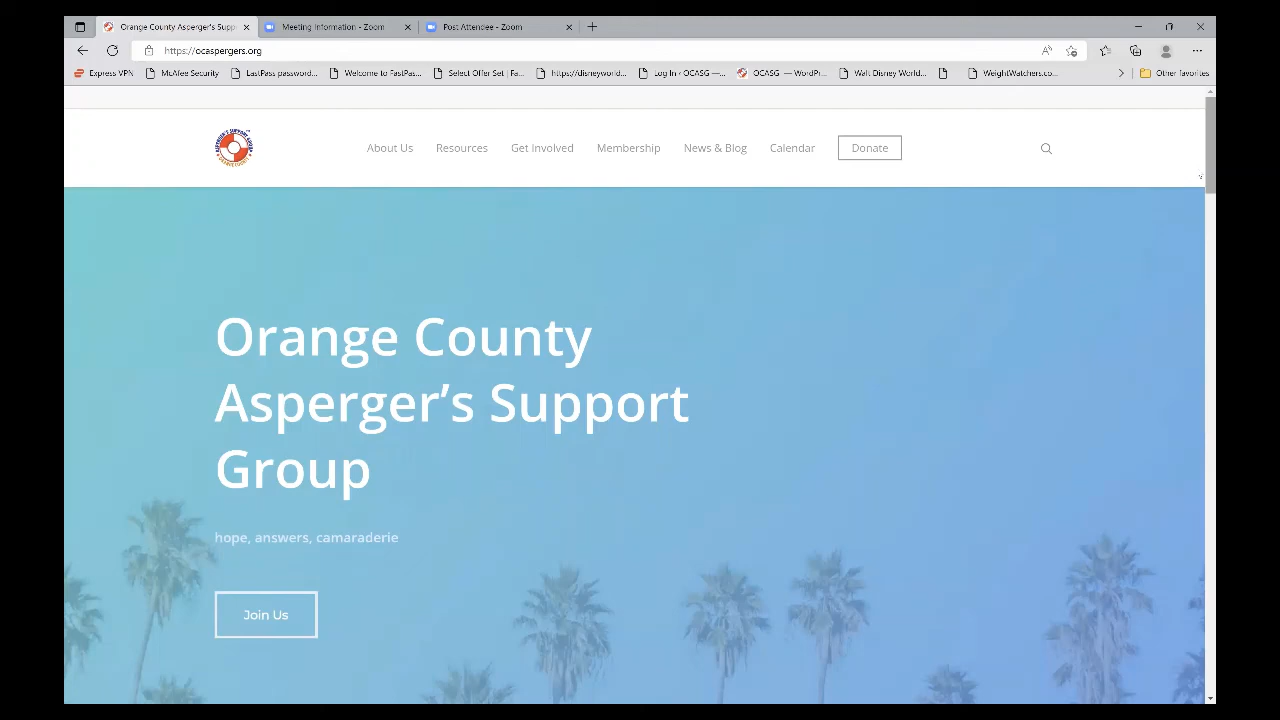 Orange County Asperger's Supp
Meeting Information - Zoom
Post Attendee - Zoom
https://ocaspergers.org
Express VPN
McAfee Security
LastPass password...
Welcome to FastPas...
Select Offer Set | Fa...
https://disneyworld...
Log In ‹ OCASG —...
OCASG — WordPr...
Walt Disney World...
WeightWatchers.co...
Other favorites
About Us
Resources
Get Involved
Membership
News & Blog
Calendar
Donate
Orange County
Asperger’s Support
Group
hope, answers, camaraderie
Join Us